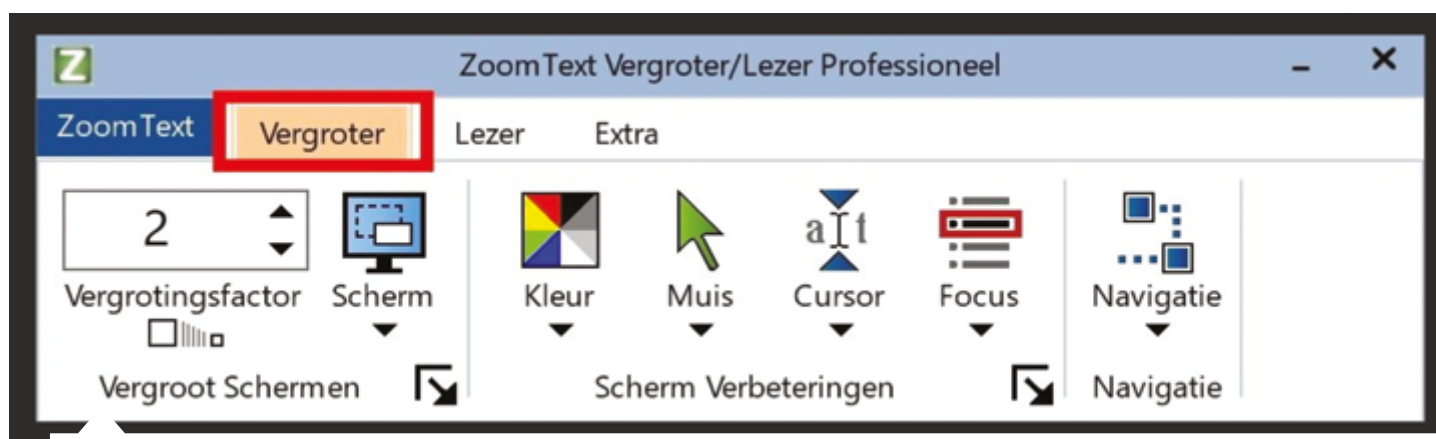 Z ZoomText Vergroter/Lezer Professioneel
ZoomText Vergroter Lezer Extra
2 a t
Vergrotingsfactor Scherm Kleur Muis Cursor Focus Navigatie
Vergroot Schermen Scherm Verbeteringen Navigatie